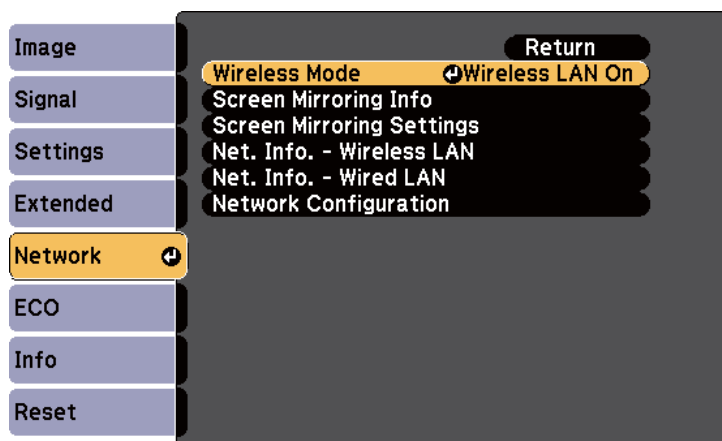 Image
Signal
Settings
Extended
Network
ECO
Info
Reset
Return
Wireless Mode Wireless LAN On
Screen Mirroring Info
Screen Mirroring Settings
Net. Info. - Wireless LAN
Net. Info. - Wired LAN
Network Configuration